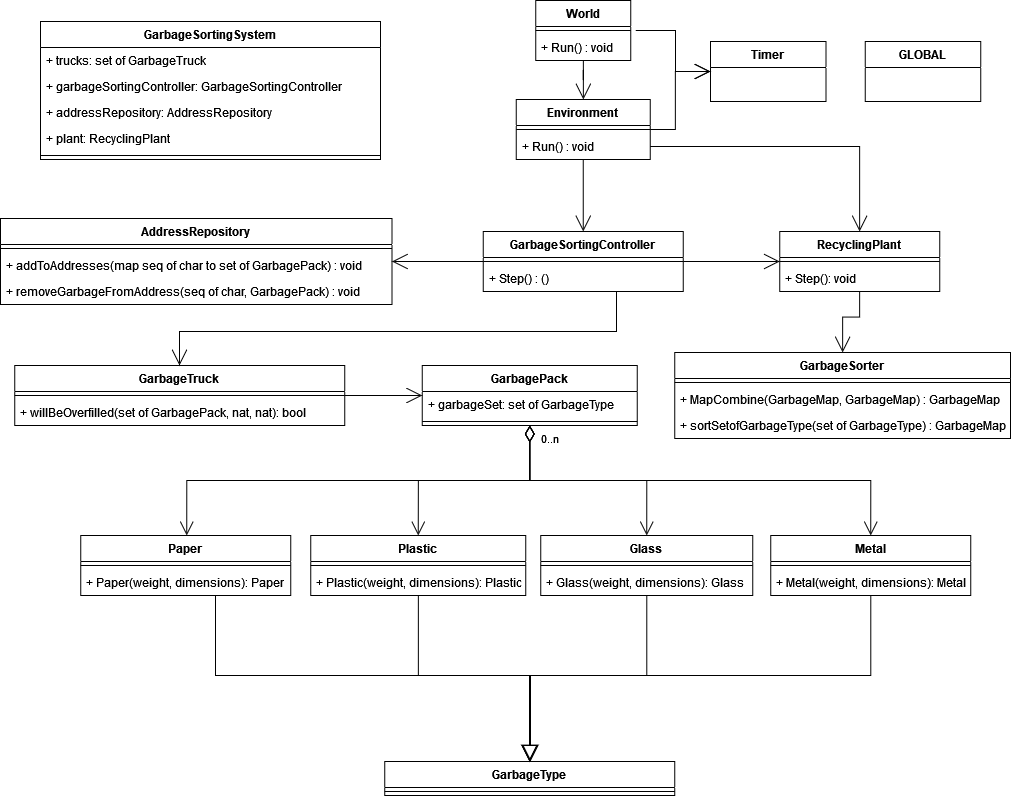 World
+ Run() : void
GarbageSortingSystem
+ trucks: set of GarbageTruck
+ garbageSortingController: GarbageSortingController
+ addressRepository: AddressRepository
+ plant: RecyclingPlant
Timer
GLOBAL
Environment
+ Run() : void
AddressRepository
+ addToAddresses(map seq of char to set of GarbagePack) : void
+ removeGarbageFromAddress(seq of char, GarbagePack) : void
GarbageSortingController
+ Step() : ()
RecyclingPlant
+ Step(): void
GarbageTruck
+ willBeOverfilled(set of GarbagePack, nat, nat): bool
GarbagePack
+ garbageSet: set of GarbageType
GarbageSorter
+ MapCombine(GarbageMap, GarbageMap) : GarbageMap
+ sortSetofGarbageType(set of GarbageType) : GarbageMap
0..n
Paper
+ Paper(weight, dimensions): Paper
Plastic
+ Plastic(weight, dimensions): Plastic
Glass
+ Glass(weight, dimensions): Glass
Metal
+ Metal(weight, dimensions): Metal
GarbageType